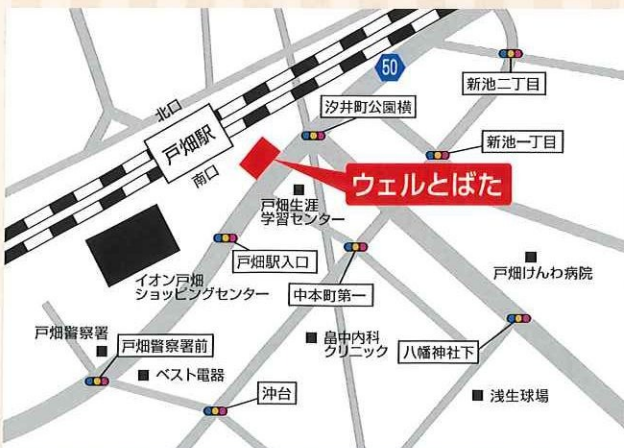 50
新池二丁目
汐井町公園横
北口
戸畑駅
新池一丁目
南口
ウェルとばた
戸畑生涯
学習センター
戸畑駅入口
戸畑けんわ病院
イオン戸畑
ショッピングセンター
中本町第一
戸畑警察署
戸畑警察署前
畠中内科
クリニック
八幡神社下
ベスト電器
沖台
浅生球場